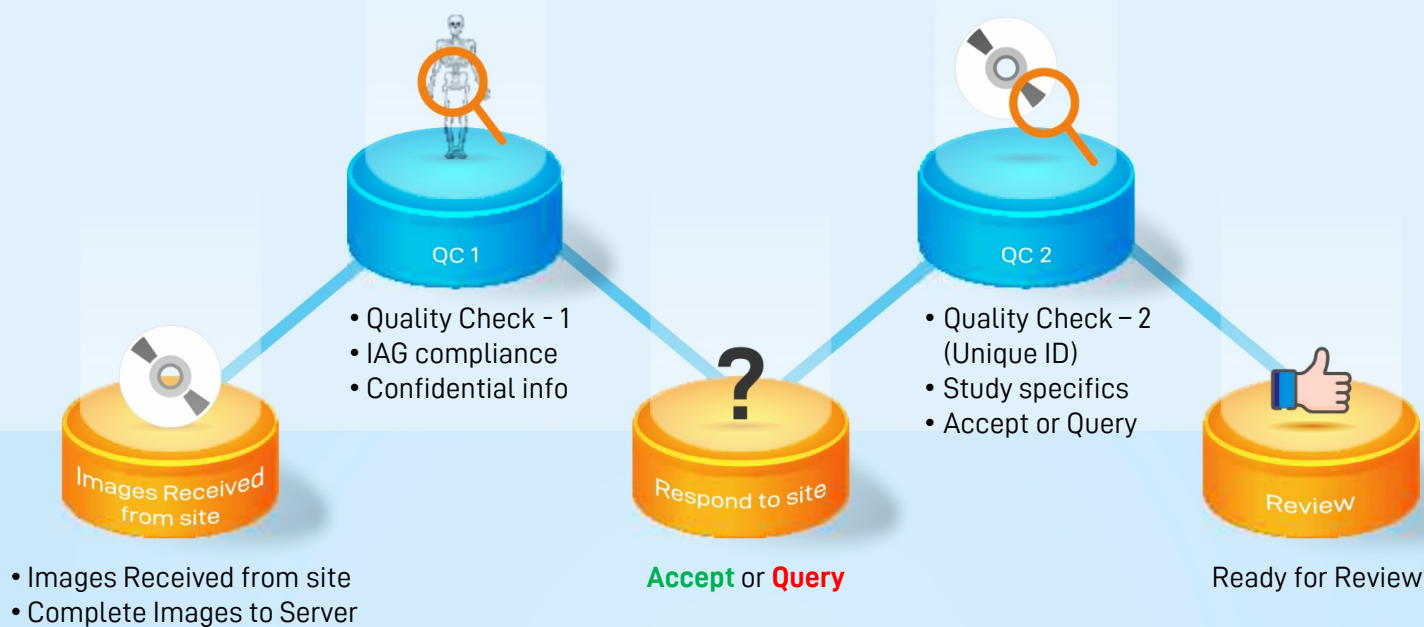 QC 1
• Quality Check - 1
• IAG compliance
• Confidential info
QC 2
• Quality Check – 2
(Unique ID)
• Study specifics
• Accept or Query
Images Received
from site
• Images Received from site
• Complete Images to Server
?
Respond to site
Accept or Query
Review
Ready for Review